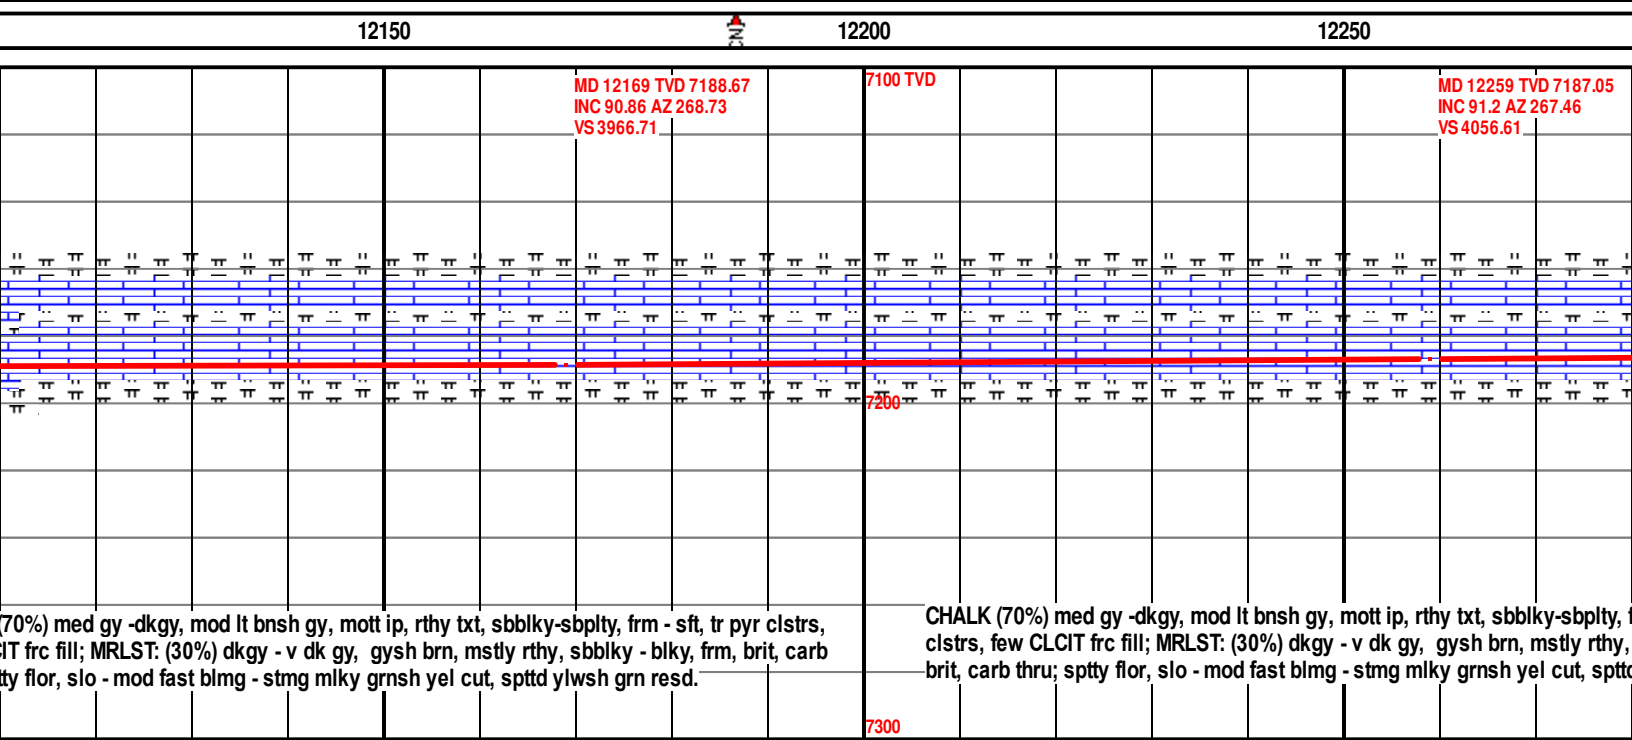 12150 CN 12200 12250
MD 12169 TVD 7188.67
INC 90.86 AZ 268.73
VS 3966.71
7100 TVD
MD 12259 TVD 7187.05
INC 91.2 AZ 267.46
VS 4056.61
7200
(70%) med gy -dkgy, mod lt bnsh gy, mott ip, rthy txt, sbblky-sbplty, frm - sft, tr pyr clstrs,
CIT frc fill; MRLST: (30%) dkgy - v dk gy, gysh brn, mstly rthy, sbblky - blky, frm, brit, carb
tty flor, slo - mod fast blmg - stmg mlky grnsh yel cut, spttd ylwsh grn resd.
CHALK (70%) med gy -dkgy, mod lt bnsh gy, mott ip, rthy txt, sbblky-sbplty, f
clstrs, few CLCIT frc fill; MRLST: (30%) dkgy - v dk gy, gysh brn, mstly rthy,
brit, carb thru; sptty flor, slo - mod fast blmg - stmg mlky grnsh yel cut, spttd
7300